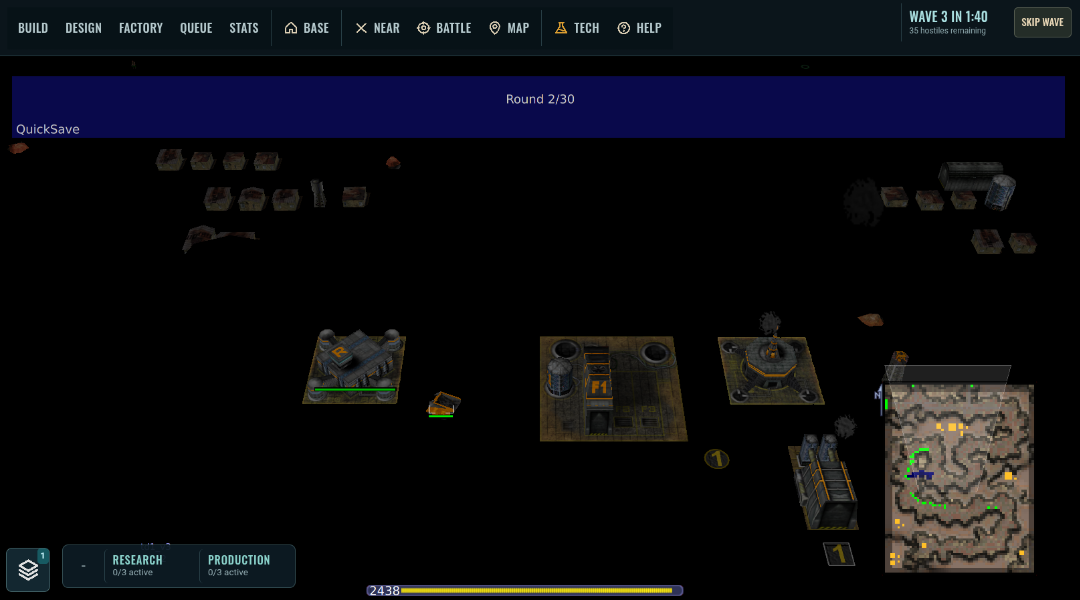 BUILD DESIGN FACTORY QUEUE STATS BASE NEAR BATTLE MAP TECH HELP
WAVE 3 IN 1:40
35 hostiles remaining
SKIP WAVE
Round 2/30
QuickSave
R
F1
1
N
1
1
RESEARCH
0/3 active
PRODUCTION
0/3 active
-
2438